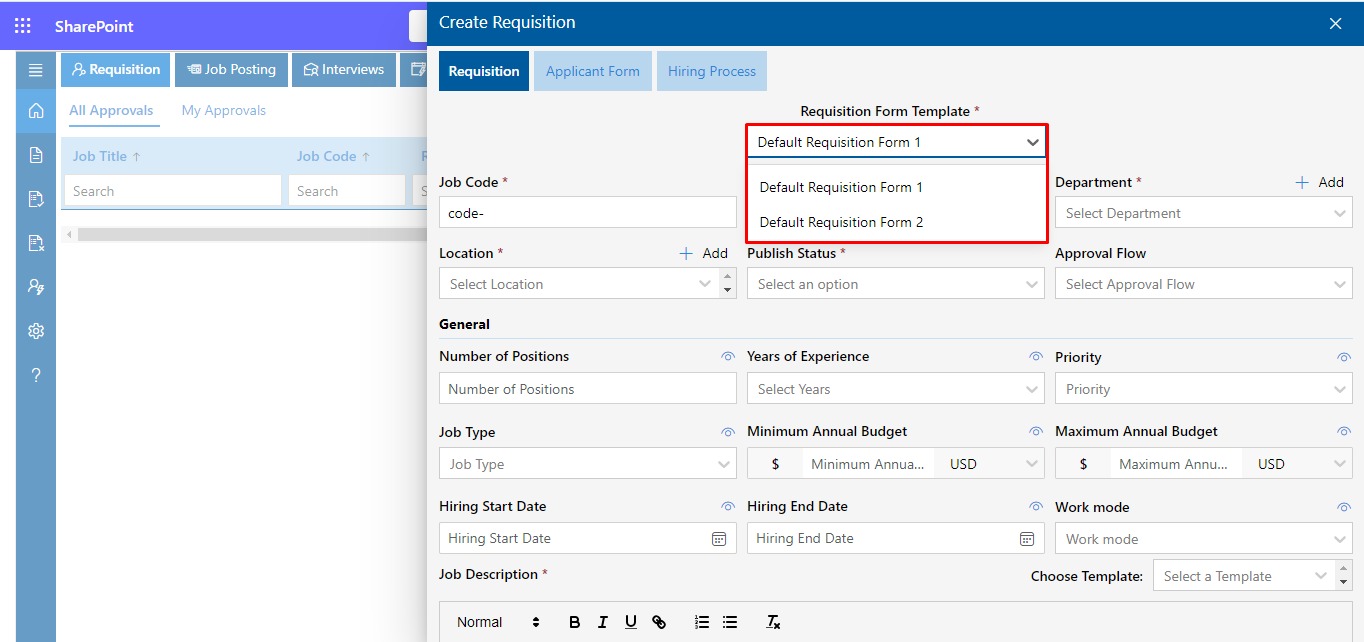 SharePoint
Create Requisition
Requisition
Job Posting
Interviews
All Approvals
My Approvals
Job Title ↑
Job Code ↑
R
Search
Search
S
Requisition
Applicant Form
Hiring Process
Requisition Form Template *
Default Requisition Form 1
Default Requisition Form 1
Default Requisition Form 2
Job Code *
Department *
+ Add
code-
Select Department
Location *
+ Add
Publish Status *
Approval Flow
Select Location
Select an option
Select Approval Flow
General
Number of Positions
Years of Experience
Priority
Number of Positions
Select Years
Priority
Job Type
Minimum Annual Budget
Maximum Annual Budget
Job Type
$ Minimum Annua... USD
$ Maximum Annu... USD
Hiring Start Date
Hiring End Date
Work mode
Hiring Start Date
Hiring End Date
Work mode
Job Description *
Choose Template:
Select a Template
Normal
B I U